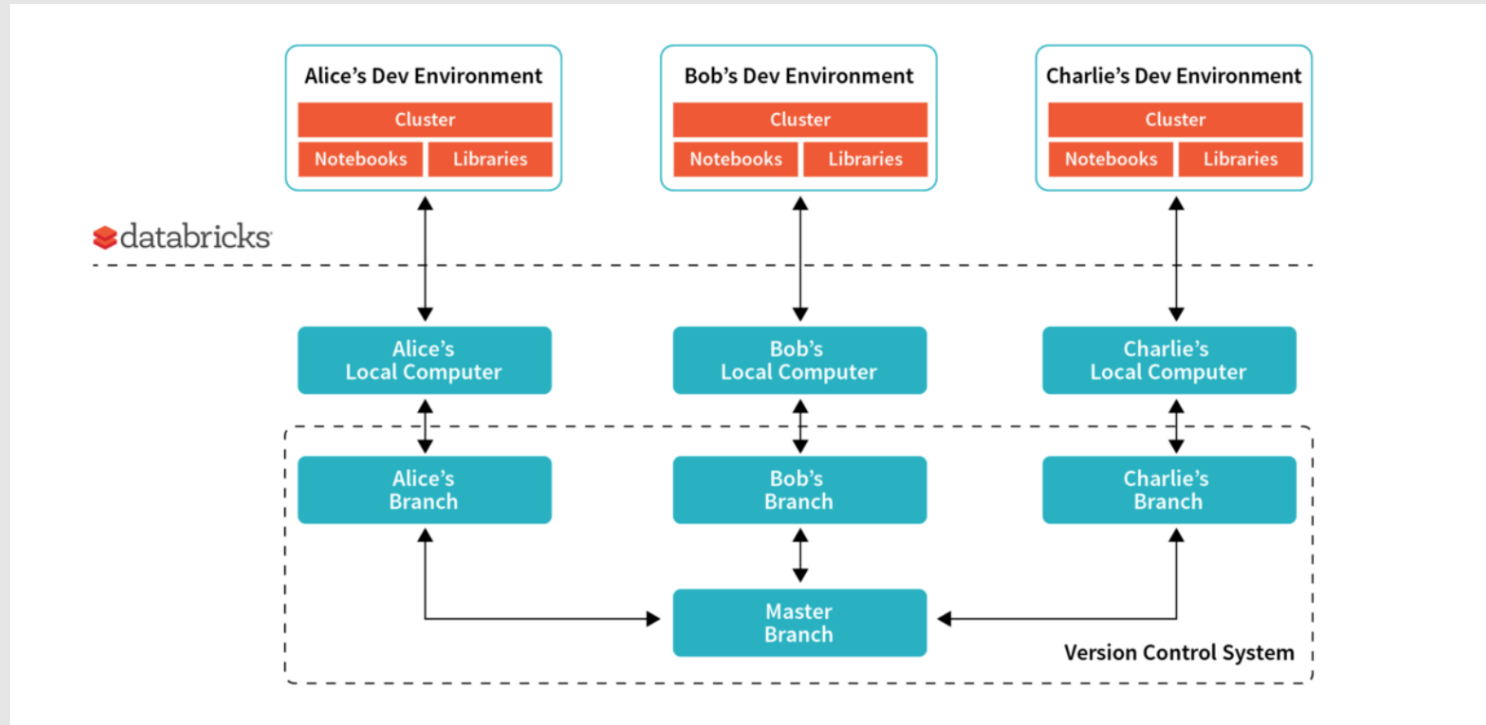 Alice's Dev Environment
Cluster
Notebooks
Libraries
Bob's Dev Environment
Cluster
Notebooks
Libraries
Charlie's Dev Environment
Cluster
Notebooks
Libraries
databricks
Alice's
Local Computer
Bob's
Local Computer
Charlie's
Local Computer
Alice's
Branch
Bob's
Branch
Charlie's
Branch
Master
Branch
Version Control System